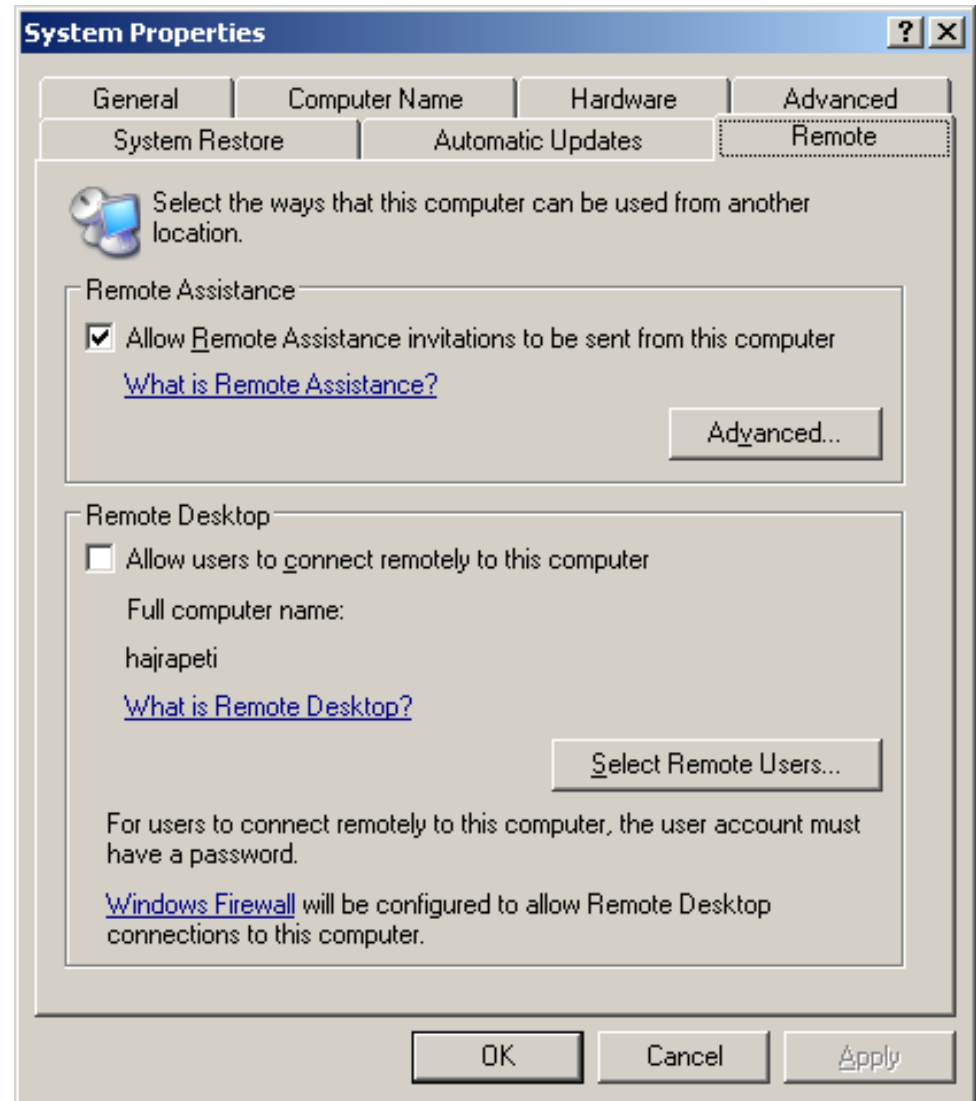 System Properties
General Computer Name Hardware Advanced
System Restore Automatic Updates Remote
Select the ways that this computer can be used from another
location.
Remote Assistance
Allow Remote Assistance invitations to be sent from this computer
What is Remote Assistance?
Advanced...
Remote Desktop
Allow users to connect remotely to this computer
Full computer name:
hajrapeti
What is Remote Desktop?
Select Remote Users...
For users to connect remotely to this computer, the user account must
have a password.
Windows Firewall will be configured to allow Remote Desktop
connections to this computer.
OK Cancel Apply